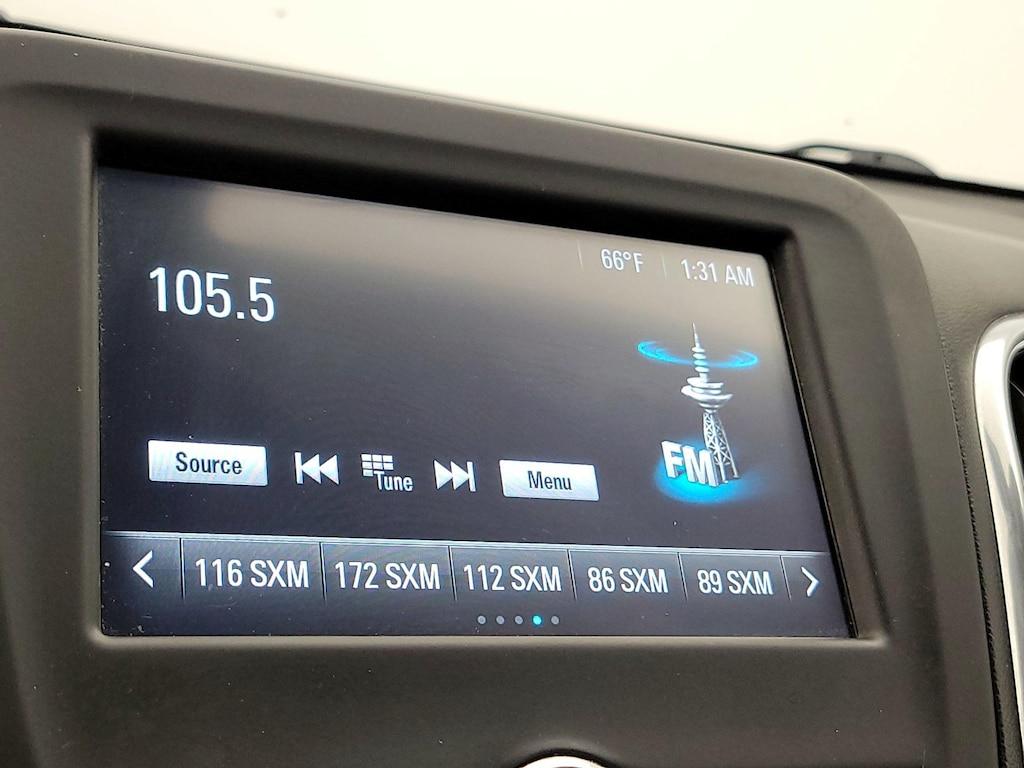 66°F 1:31 AM
105.5
FM
Source Tune Menu
116 SXM 172 SXM 112 SXM 86 SXM 89 SXM